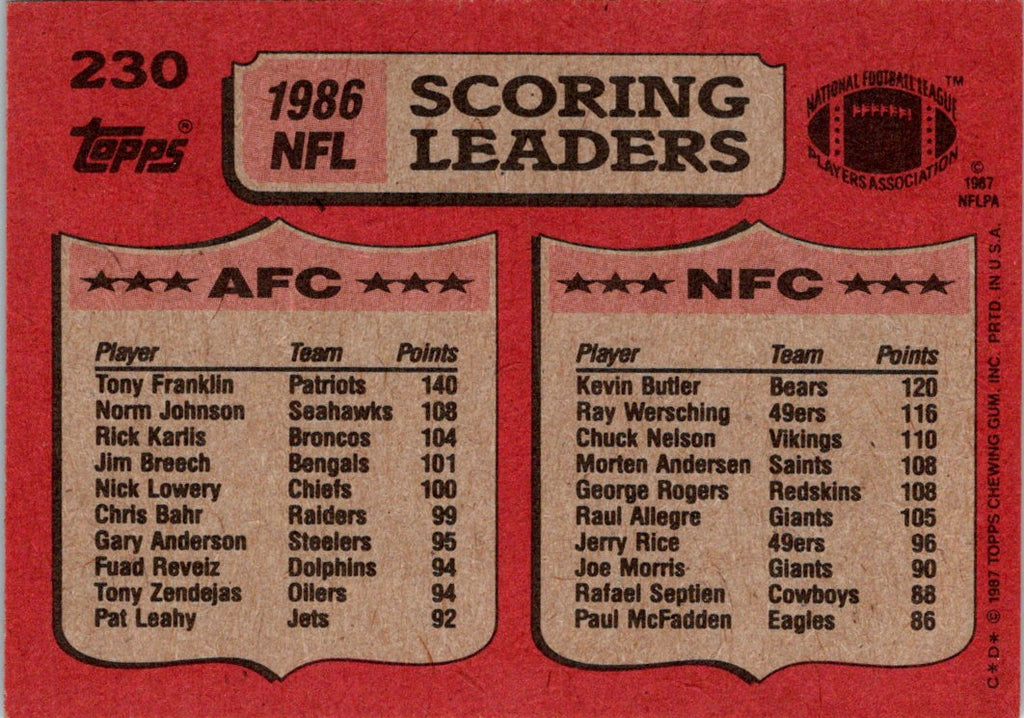 230
topps®
1986
NFL
SCORING
LEADERS
NATIONAL FOOTBALL LEAGUE™
PLAYERS ASSOCIATION
©
1987
NFLPA
★★★ AFC ★★★
Player Team Points
Tony Franklin Patriots 140
Norm Johnson Seahawks 108
Rick Karlis Broncos 104
Jim Breech Bengals 101
Nick Lowery Chiefs 100
Chris Bahr Raiders 99
Gary Anderson Steelers 95
Fuad Reveiz Dolphins 94
Tony Zendejas Oilers 94
Pat Leahy Jets 92
★★★ NFC ★★★
Player Team Points
Kevin Butler Bears 120
Ray Wersching 49ers 116
Chuck Nelson Vikings 110
Morten Andersen Saints 108
George Rogers Redskins 108
Raul Allegre Giants 105
Jerry Rice 49ers 96
Joe Morris Giants 90
Rafael Septien Cowboys 88
Paul McFadden Eagles 86
C*D* © 1987 TOPPS CHEWING GUM, INC. PRTD. IN U.S.A.